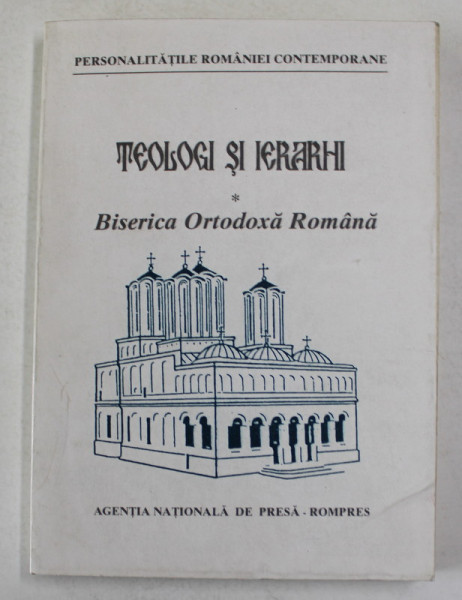 PERSONALITĂȚILE ROMÂNIEI CONTEMPORANE
TEOLOGI ȘI IERARHI
*
Biserica Ortodoxă Română
AGENȚIA NAȚIONALĂ DE PRESĂ - ROMPRES